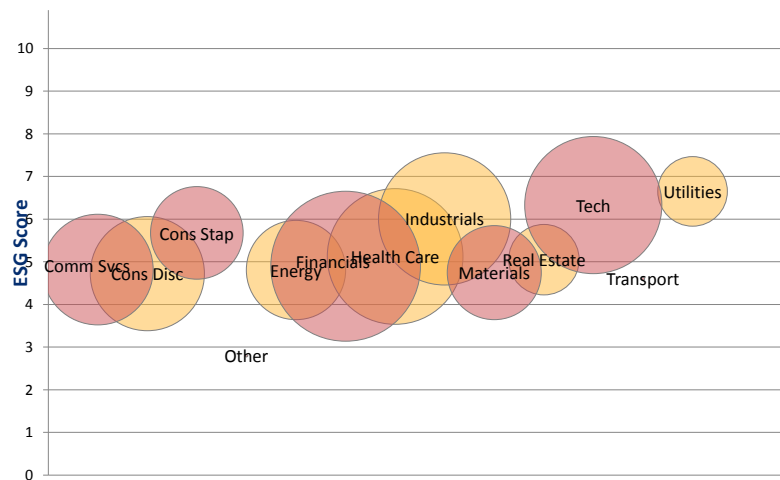 10
9
8
7
6
5
4
3
2
1
0
ESG Score
Comm Svcs
Cons Disc
Cons Stap
Other
Energy
Financials
Health Care
Industrials
Materials
Real Estate
Tech
Transport
Utilities